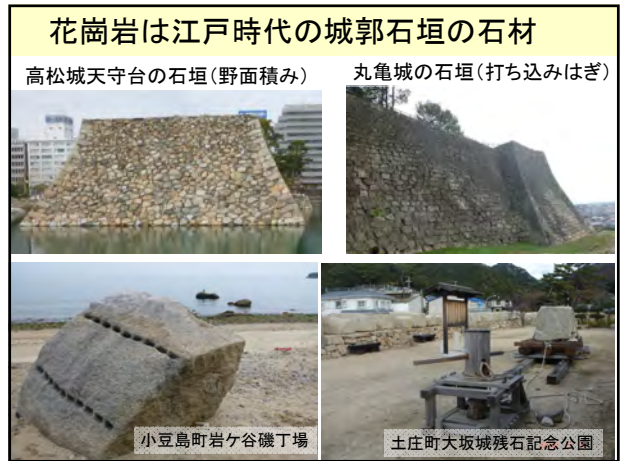 花崗岩は江戸時代の城郭石垣の石材
高松城天守台の石垣(野面積み)
丸亀城の石垣(打ち込みはぎ)
小豆島町岩ケ谷磯丁場
土庄町大坂城残石記念公園